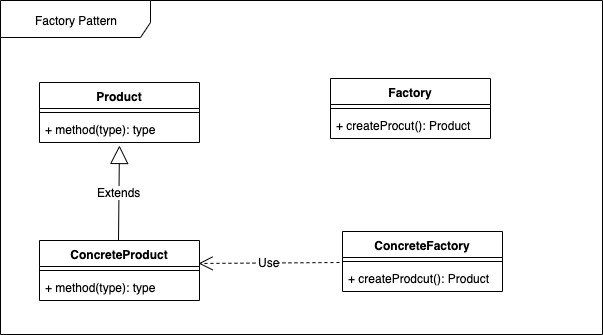 Factory Pattern
Product
+ method(type): type
Factory
+ createProcut(): Product
Extends
ConcreteProduct
+ method(type): type
Use
ConcreteFactory
+ createProdcut(): Product